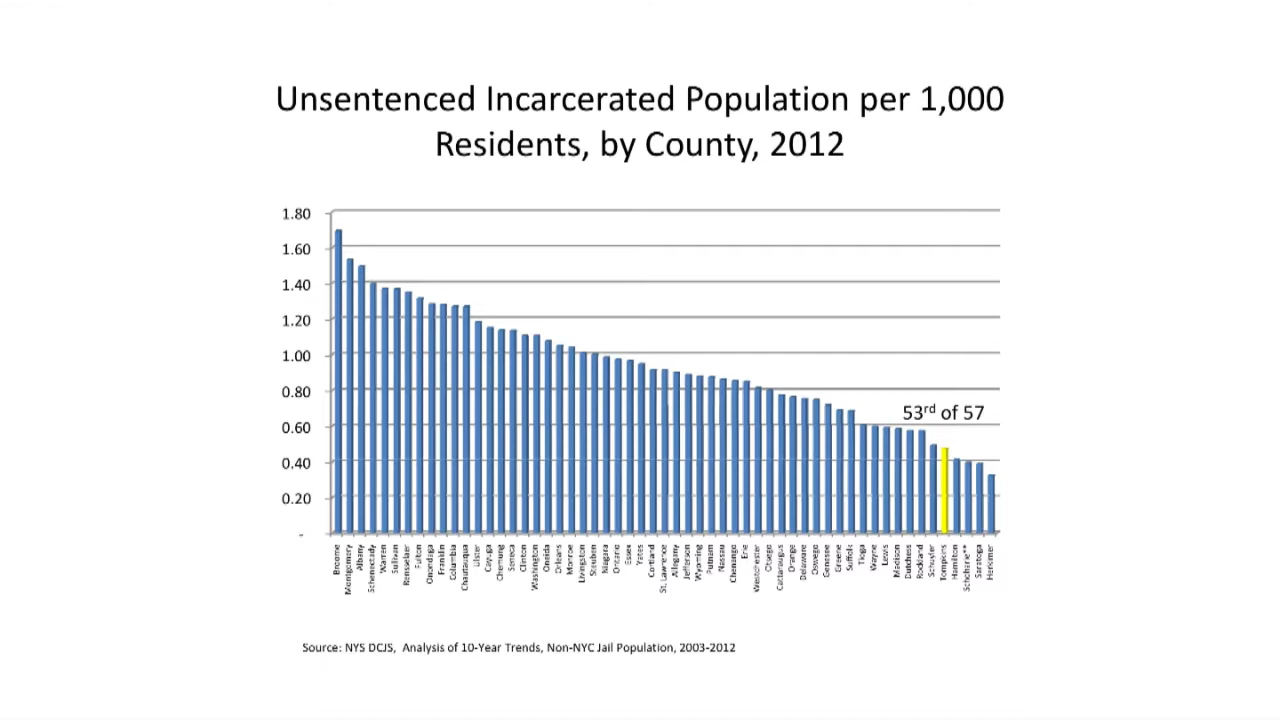 Unsentenced Incarcerated Population per 1,000
Residents, by County, 2012
1.80
1.60
1.40
1.20
1.00
0.80
0.60
0.40
0.20
-
53rd of 57
Broome
Montgomery
Albany
Schenectady
Warren
Sullivan
Rensselaer
Fulton
Onondaga
Franklin
Columbia
Chautauqua
Ulster
Cayuga
Chemung
Seneca
Clinton
Washington
Oneida
Orleans
Monroe
Livingston
Steuben
Niagara
Ontario
Essex
Yates
Cortland
St. Lawrence
Allegany
Jefferson
Wyoming
Putnam
Nassau
Chenango
Erie
Westchester
Otsego
Cattaraugus
Orange
Delaware
Oswego
Genesee
Greene
Suffolk
Tioga
Wayne
Lewis
Madison
Dutchess
Rockland
Schuyler
Tompkins
Hamilton
Schoharie**
Saratoga
Herkimer
Source: NYS DCJS, Analysis of 10-Year Trends, Non-NYC Jail Population, 2003-2012